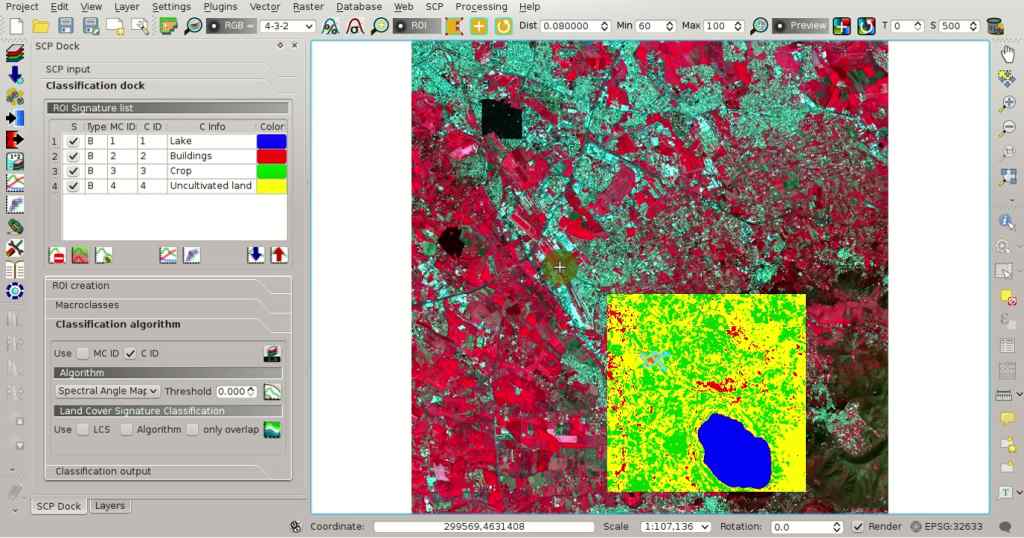 Project Edit View Layer Settings Plugins Vector Raster Database Web SCP Processing Help
RGB = 4-3-2 ROI Dist 0.080000 Min 60 Max 100 Preview T 0 S 500
SCP Dock
SCP input
Classification dock
ROI Signature list
S Type MC ID C ID C Info Color
1 B 1 1 Lake
2 B 2 2 Buildings
3 B 3 3 Crop
4 B 4 4 Uncultivated land
ROI creation
Macroclasses
Classification algorithm
Use MC ID C ID
Algorithm
Spectral Angle Map Threshold 0.000
Land Cover Signature Classification
Use LCS Algorithm only overlap
Classification output
SCP Dock Layers
Coordinate: 299569,4631408 Scale 1:107,136 Rotation: 0.0 Render EPSG:32633